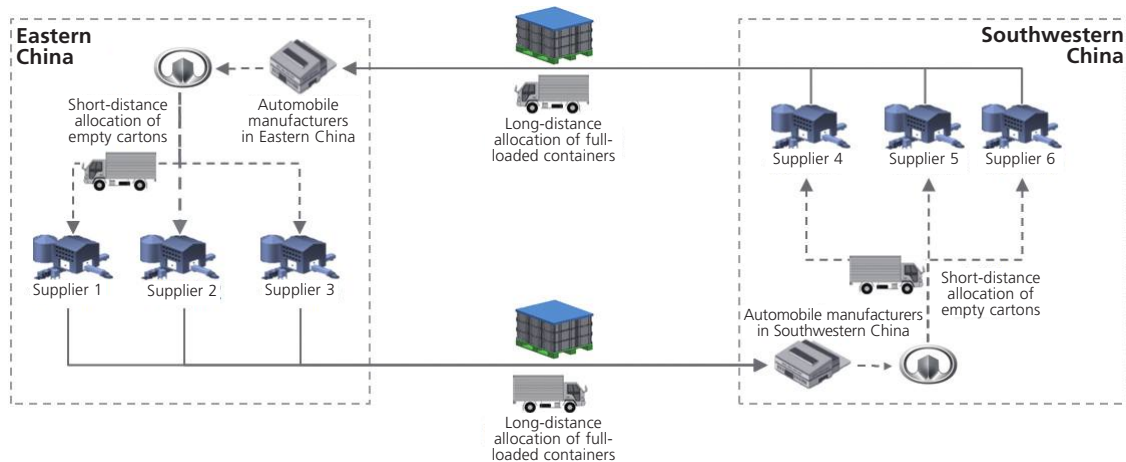 Eastern
China
Southwestern
China
Short-distance
allocation of
empty cartons
Automobile
manufacturers
in Eastern China
Long-distance
allocation of full-
loaded containers
Supplier 4
Supplier 5
Supplier 6
Supplier 1
Supplier 2
Supplier 3
Short-distance
allocation of
empty cartons
Automobile manufacturers
in Southwestern China
Long-distance
allocation of full-
loaded containers